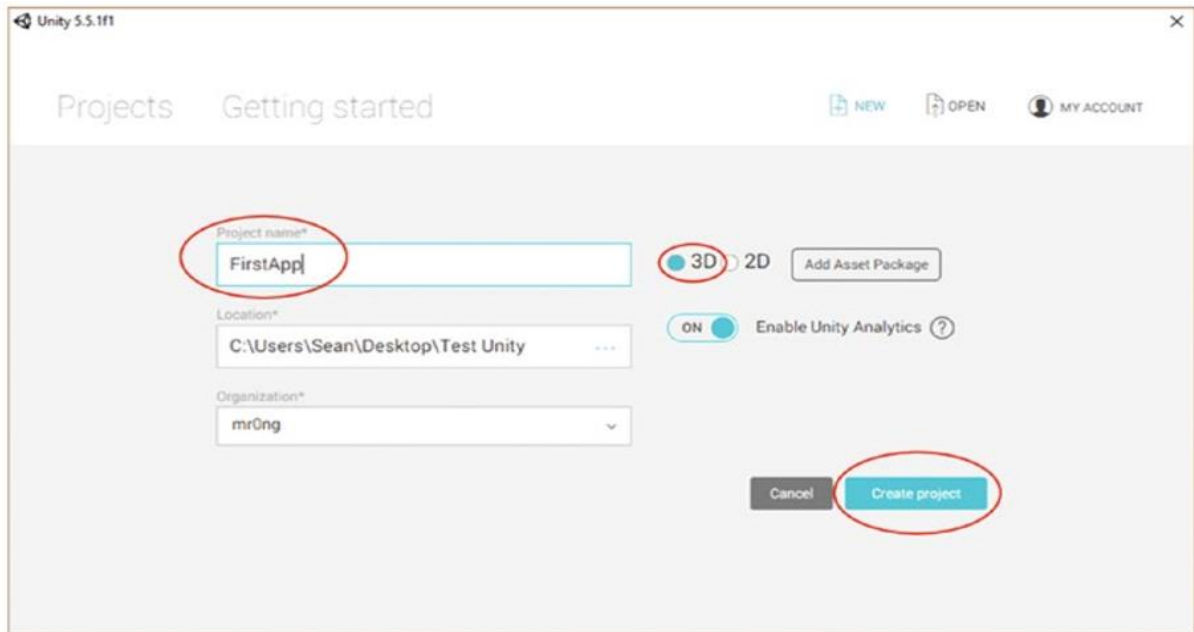 Unity 5.5.1f1
Projects Getting started NEW OPEN MY ACCOUNT
Project name*
FirstApp 3D 2D Add Asset Package
Location* ON Enable Unity Analytics ?
C:\Users\Sean\Desktop\Test Unity ...
Organization*
mr0ng
Cancel Create project